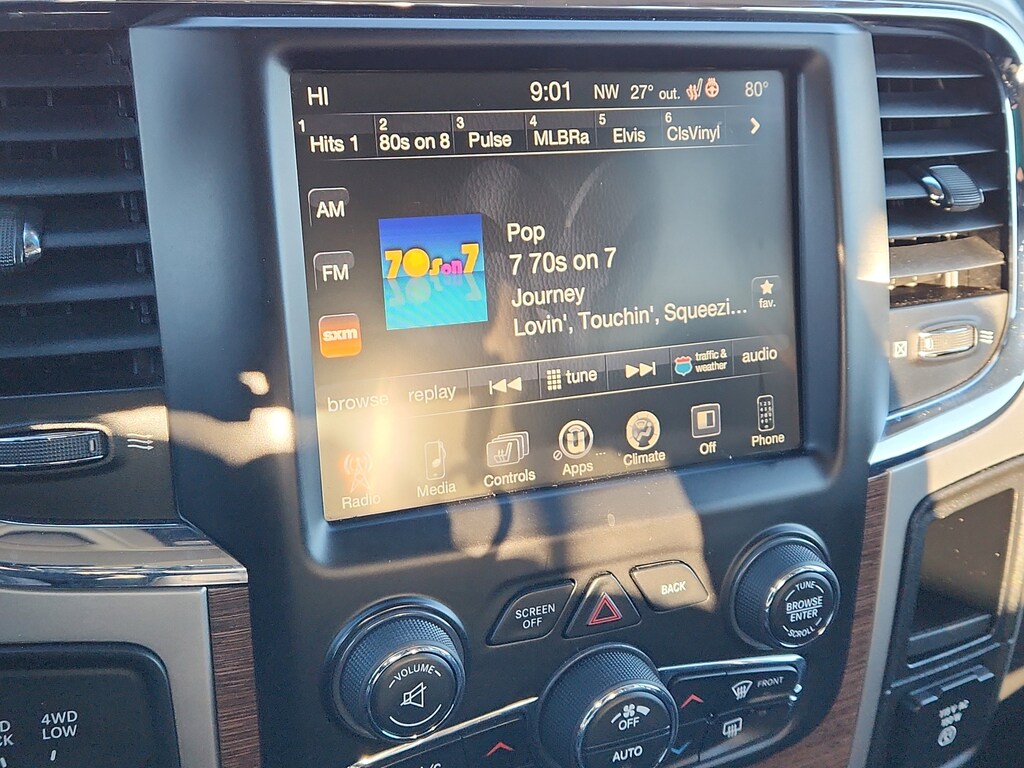 HI 9:01 NW 27° out. 80°
1 Hits 1 2 80s on 8 3 Pulse 4 MLBRa 5 Elvis 6 ClsVinyl
AM
FM
sxm
70s on 7
Pop
7 70s on 7
Journey
Lovin', Touchin', Squeezi...
fav.
browse replay tune traffic & weather audio
Radio Media Controls Apps Climate Off Phone
SCREEN OFF
BACK
VOLUME
TUNE
BROWSE
ENTER
SCROLL
OFF
AUTO
FRONT
4WD
LOW